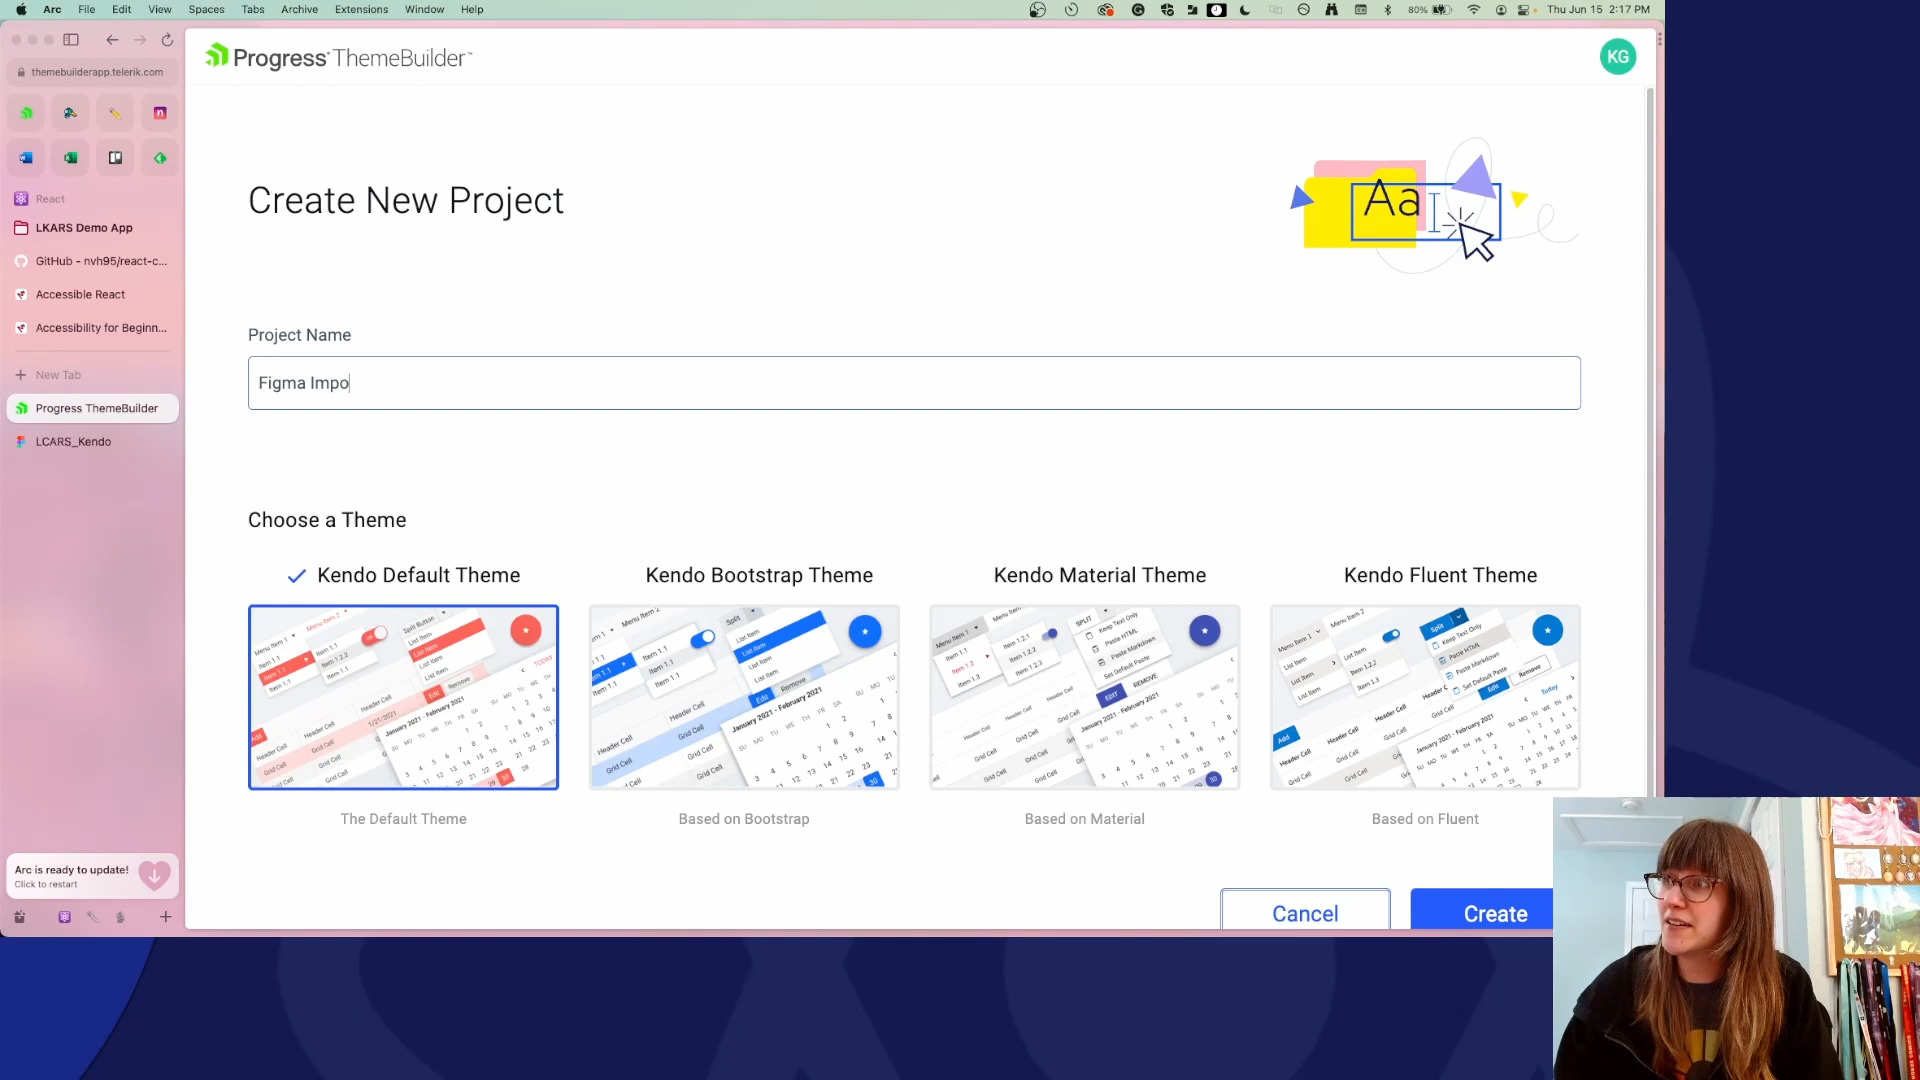 Arc File Edit View Spaces Tabs Archive Extensions Window Help
80% Thu Jun 15 2:17 PM
themebuilderapp.telerik.com
Progress ThemeBuilder
KG
React
LKARS Demo App
GitHub - nvh95/react-c...
Accessible React
Accessibility for Beginn...
New Tab
Progress ThemeBuilder
LCARS_Kendo
Arc is ready to update!
Click to restart
Create New Project
Aa
Project Name
Figma Impo
Choose a Theme
Kendo Default Theme
Kendo Bootstrap Theme
Kendo Material Theme
Kendo Fluent Theme
The Default Theme
Based on Bootstrap
Based on Material
Based on Fluent
Cancel
Create